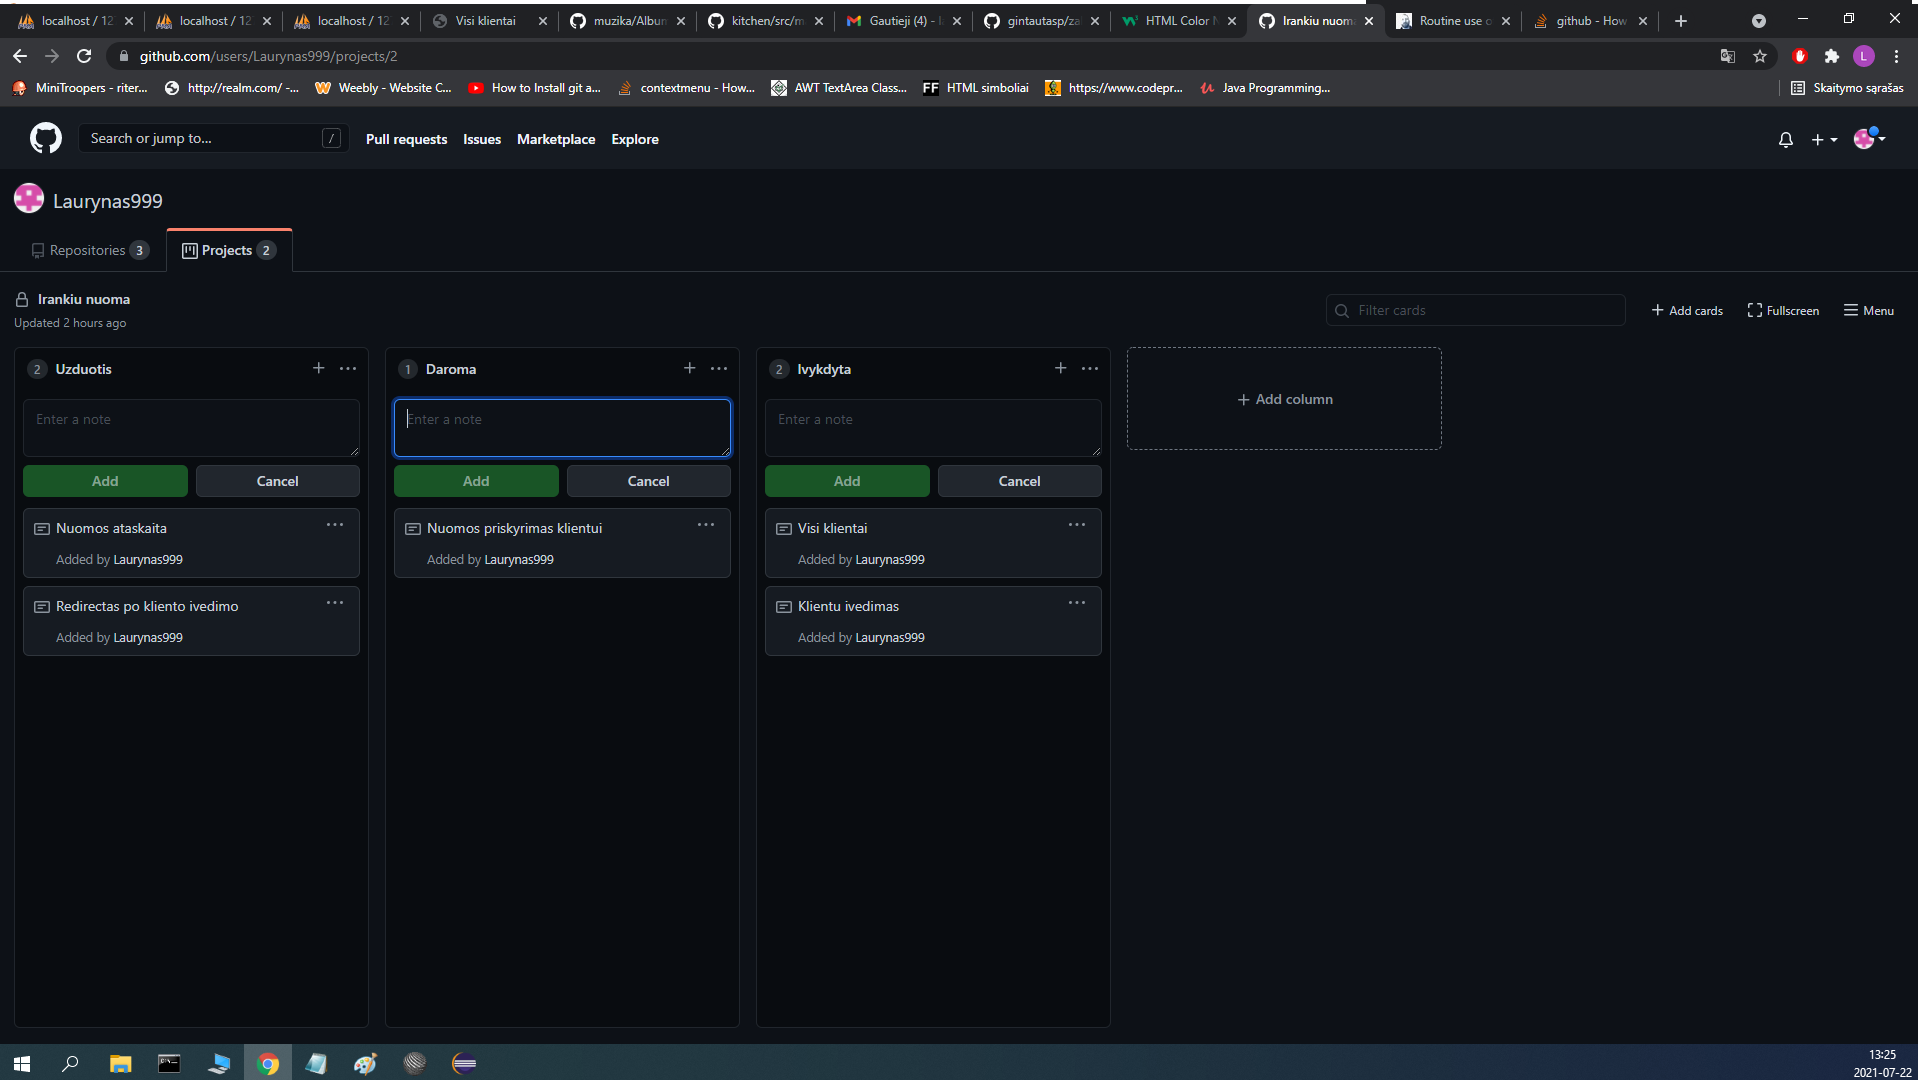 localhost / 12
localhost / 12
localhost / 12
Visi klientai
muzika/Album
kitchen/src/m
Gautieji (4) -
gintautasp/za
HTML Color N
Irankiu nuom
Routine use o
github - How
github.com/users/Laurynas999/projects/2
L
MiniTroopers - riter...
http://realm.com/ -...
Weebly - Website C...
How to Install git a...
contextmenu - How...
AWT TextArea Class...
FF HTML simboliai
https://www.codepr...
Java Programming...
Skaitymo sąrašas
Search or jump to... /
Pull requests
Issues
Marketplace
Explore
Laurynas999
Repositories 3
Projects 2
Irankiu nuoma
Updated 2 hours ago
Filter cards
Add cards
Fullscreen
Menu
2 Uzduotis
Enter a note
Add
Cancel
Nuomos ataskaita
Added by Laurynas999
Redirectas po kliento ivedimo
Added by Laurynas999
1 Daroma
Enter a note
Add
Cancel
Nuomos priskyrimas klientui
Added by Laurynas999
2 Ivykdyta
Enter a note
Add
Cancel
Visi klientai
Added by Laurynas999
Klientu ivedimas
Added by Laurynas999
Add column
13:25
2021-07-22